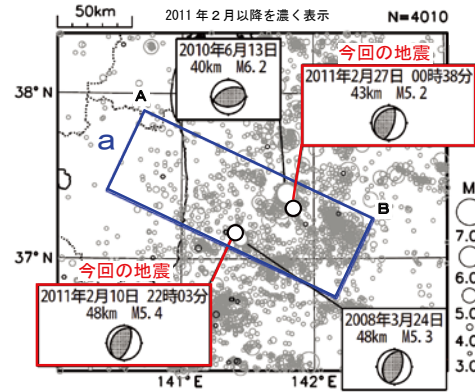 50km
2011年2月以降を濃く表示
N=4010
2010年6月13日
40km M6.2
今回の地震
2011年2月27日 00時38分
43km M5.2
38°N
A
a
B
M
7.0
6.0
5.0
4.0
3.0
37°N
今回の地震
2011年2月10日 22時03分
48km M5.4
2008年3月24日
48km M5.3
141°E
142°E